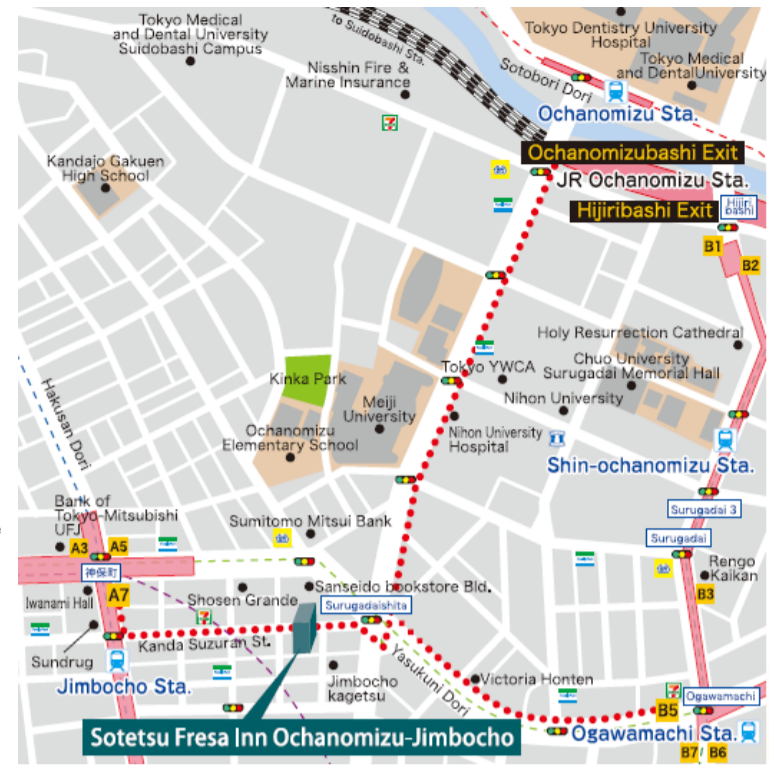 Tokyo Medical
and Dental University
Suidobashi Campus
to Suidobashi Sta.
Tokyo Dentistry University
Hospital
Nisshin Fire &
Marine Insurance
Sotobori Dori
Tokyo Medical
and DentalUniversity
Ochanomizu Sta.
7
Ochanomizubashi Exit
Kandajo Gakuen
High School
JR Ochanomizu Sta.
Hijiribashi Exit
Hijiri
bashi
B1
B2
Holy Resurrection Cathedral
Chuo University
Surugadai Memorial Hall
Tokyo YWCA
Kinka Park
Nihon University
Meiji
University
Hakusan Dori
Ochanomizu
Elementary School
Nihon University
Hospital
Shin-ochanomizu Sta.
Bank of
Tokyo-Mitsubishi
UFJ
Surugadai 3
Sumitomo Mitsui Bank
A3
A5
Surugadai
神保町
Rengo
Kaikan
Iwanami Hall
A7
Shosen Grande
Sanseido bookstore Bld.
B3
Surugadaishita
7
Kanda Suzuran St.
Sundrug
Jimbocho Sta.
Jimbocho
kagetsu
Yasukuni Dori
Victoria Honten
7
Ogawamachi
B5
Sotetsu Fresa Inn Ochanomizu-Jimbocho
Ogawamachi Sta.
B7
B6